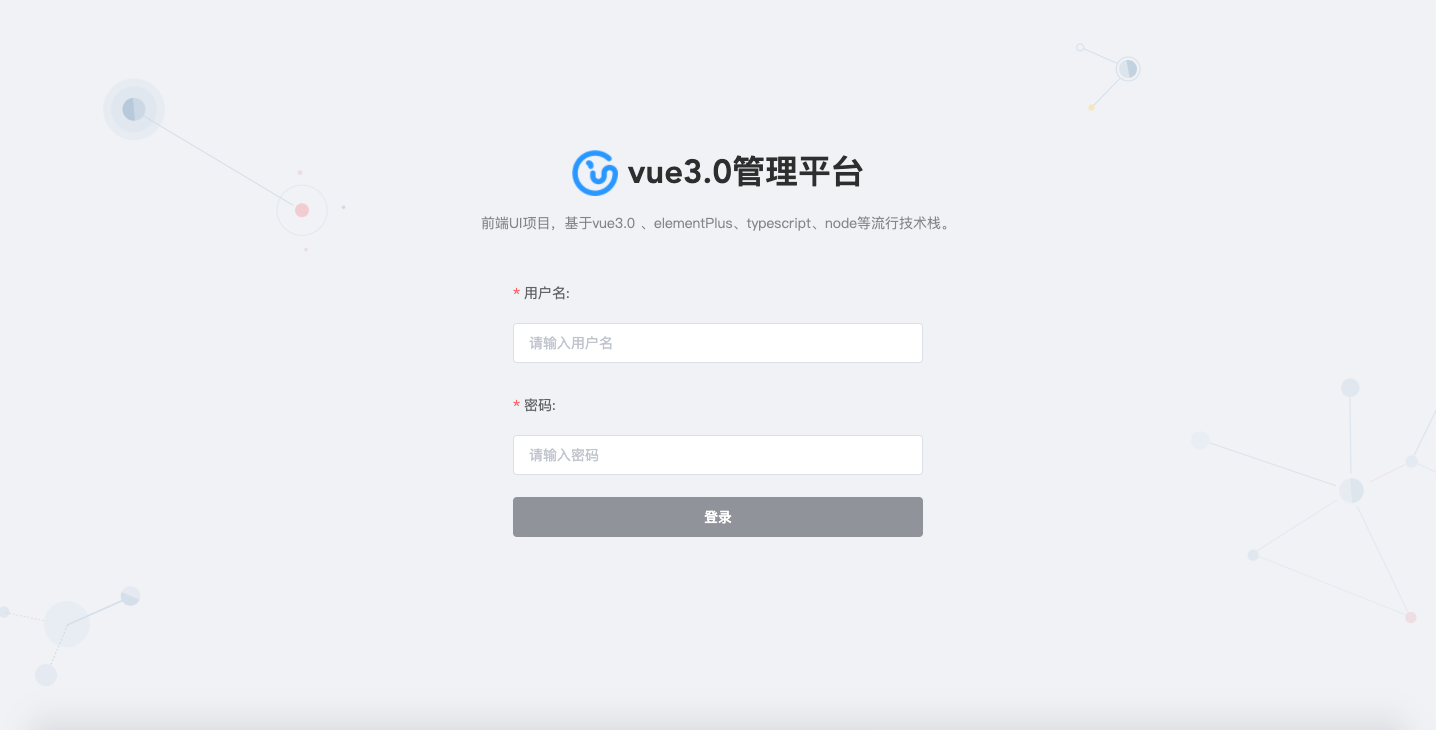 vue3.0管理平台
前端UI项目，基于vue3.0 、elementPlus、typescript、node等流行技术栈。
* 用户名:
请输入用户名
* 密码:
请输入密码
登录